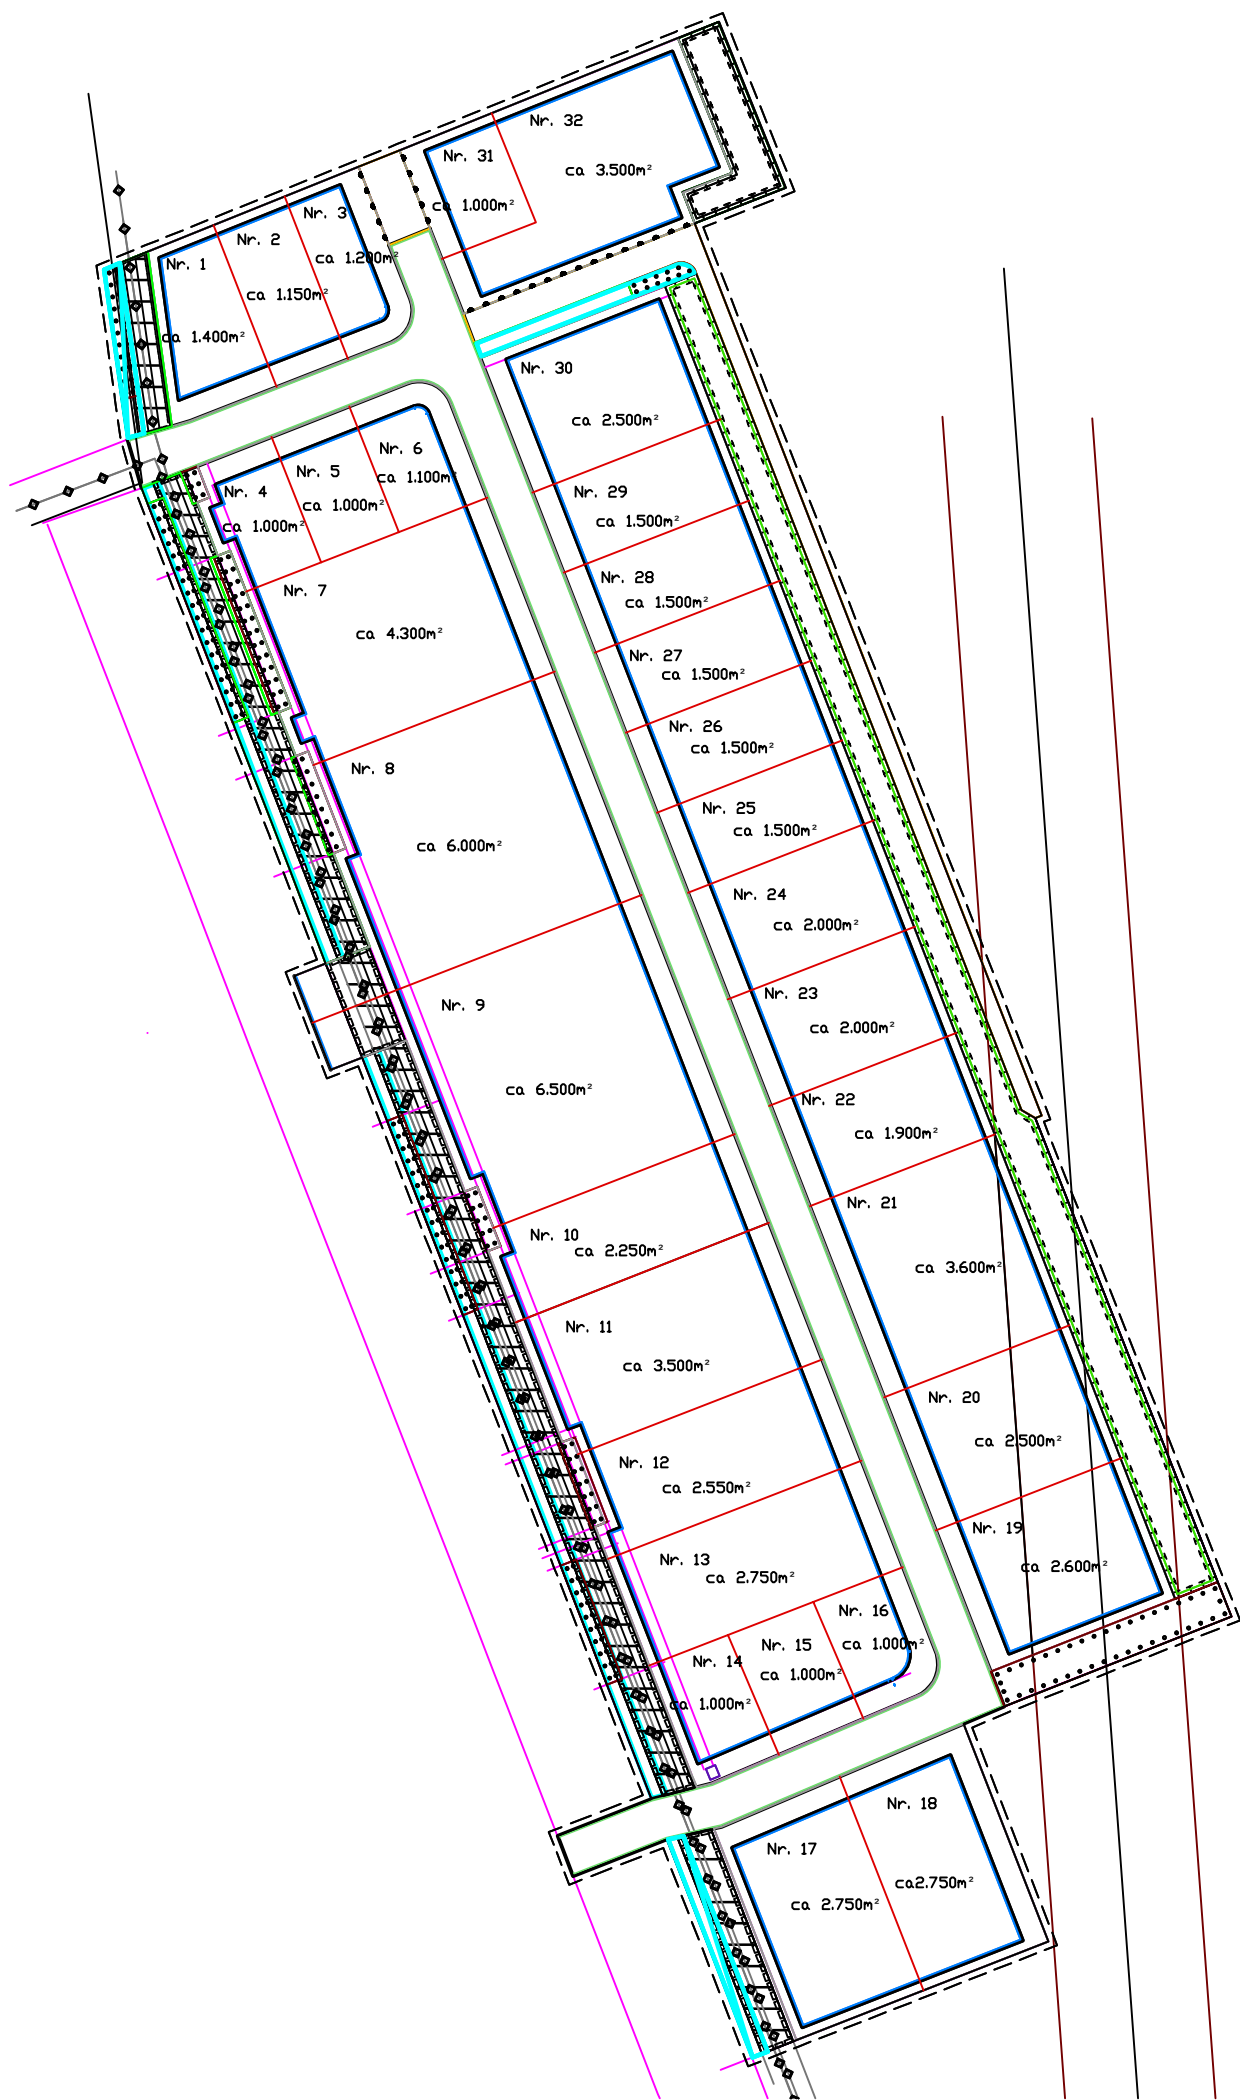 Nr. 32
ca 3.500m²
Nr. 31
ca 1.000m²
Nr. 3
ca 1.200m²
Nr. 2
ca 1.150m²
Nr. 1
ca 1.400m²
Nr. 30
ca 2.500m²
Nr. 6
ca 1.100m²
Nr. 5
ca 1.000m²
Nr. 4
ca 1.000m²
Nr. 29
ca 1.500m²
Nr. 28
ca 1.500m²
Nr. 7
ca 4.300m²
Nr. 27
ca 1.500m²
Nr. 26
ca 1.500m²
Nr. 8
ca 6.000m²
Nr. 25
ca 1.500m²
Nr. 24
ca 2.000m²
Nr. 23
ca 2.000m²
Nr. 9
ca 6.500m²
Nr. 22
ca 1.900m²
Nr. 21
ca 3.600m²
Nr. 10
ca 2.250m²
Nr. 11
ca 3.500m²
Nr. 20
ca 2.500m²
Nr. 12
ca 2.550m²
Nr. 19
ca 2.600m²
Nr. 13
ca 2.750m²
Nr. 16
ca 1.000m²
Nr. 15
ca 1.000m²
Nr. 14
ca 1.000m²
Nr. 18
ca2.750m²
Nr. 17
ca 2.750m²